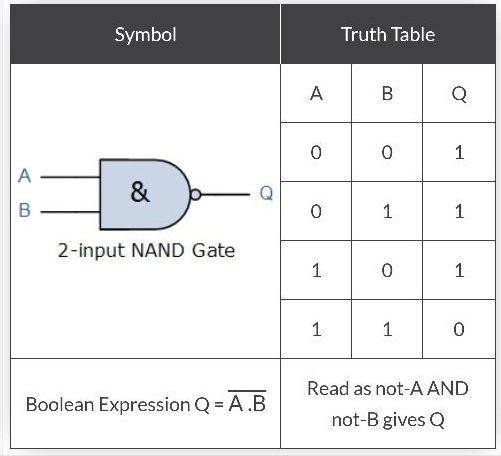 Symbol
Truth Table
A B Q
0 0 1
0 1 1
1 0 1
1 1 0
A
B
&
Q
2-input NAND Gate
Boolean Expression Q = A̅ ̅.̅B̅
Read as not-A AND
not-B gives Q